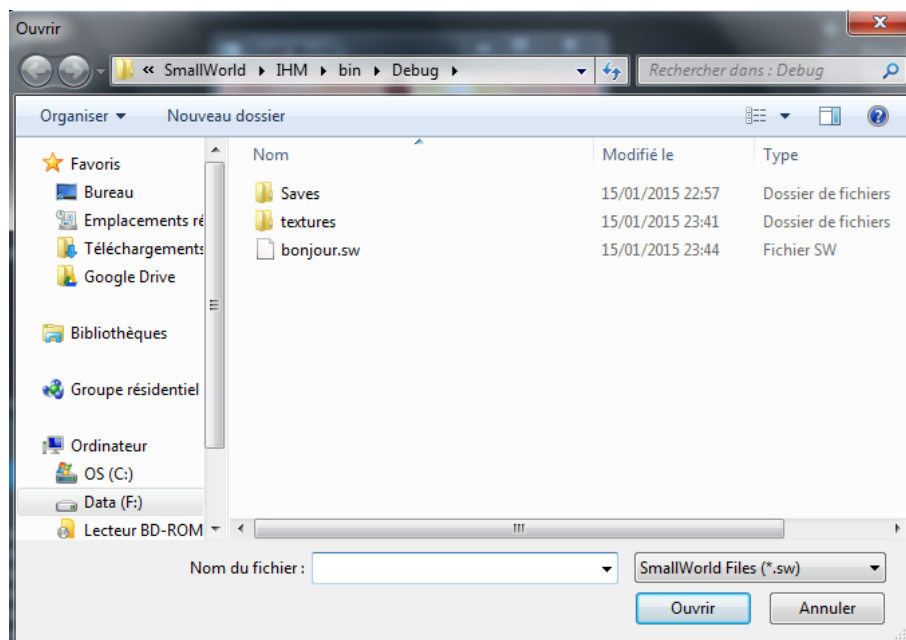 Ouvrir
« SmallWorld IHM bin Debug
Rechercher dans : Debug
Organiser
Nouveau dossier
Favoris
Bureau
Emplacements ré
Téléchargements
Google Drive
Bibliothèques
Groupe résidentiel
Ordinateur
OS (C:)
Data (F:)
Lecteur BD-ROM
Nom Modifié le Type
Saves 15/01/2015 22:57 Dossier de fichiers
textures 15/01/2015 23:41 Dossier de fichiers
bonjour.sw 15/01/2015 23:44 Fichier SW
Nom du fichier :
SmallWorld Files (*.sw)
Ouvrir
Annuler